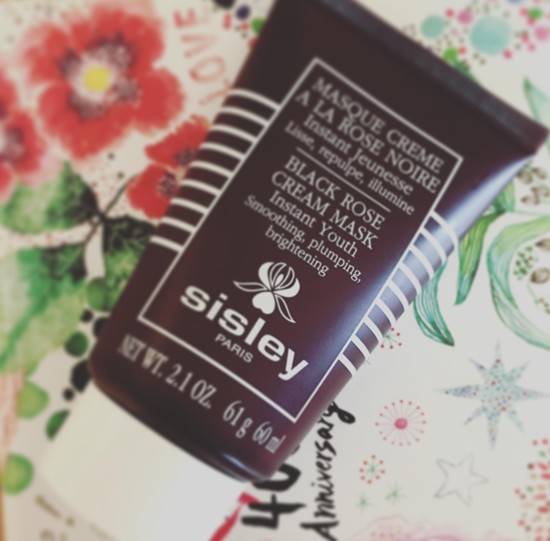 LOVE
MASQUE CREME
A LA ROSE NOIRE
Instant Jeunesse
Lisse, repulpe, illumine
BLACK ROSE
CREAM MASK
Instant Youth
Smoothing, plumping,
brightening
sisley
PARIS
NET WT. 2.1 OZ. 61 g 60 ml
40
Anniversary